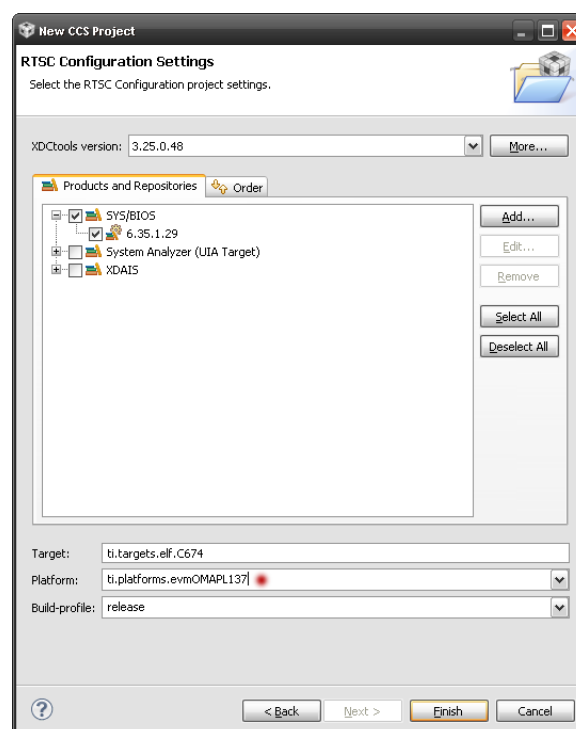 New CCS Project
RTSC Configuration Settings
Select the RTSC Configuration project settings.
XDCtools version: 3.25.0.48 More...
Products and Repositories Order
SYS/BIOS
6.35.1.29
System Analyzer (UIA Target)
XDAIS
Add...
Edit...
Remove
Select All
Deselect All
Target: ti.targets.elf.C674
Platform: ti.platforms.evmOMAPL137
Build-profile: release
? < Back Next > Finish Cancel